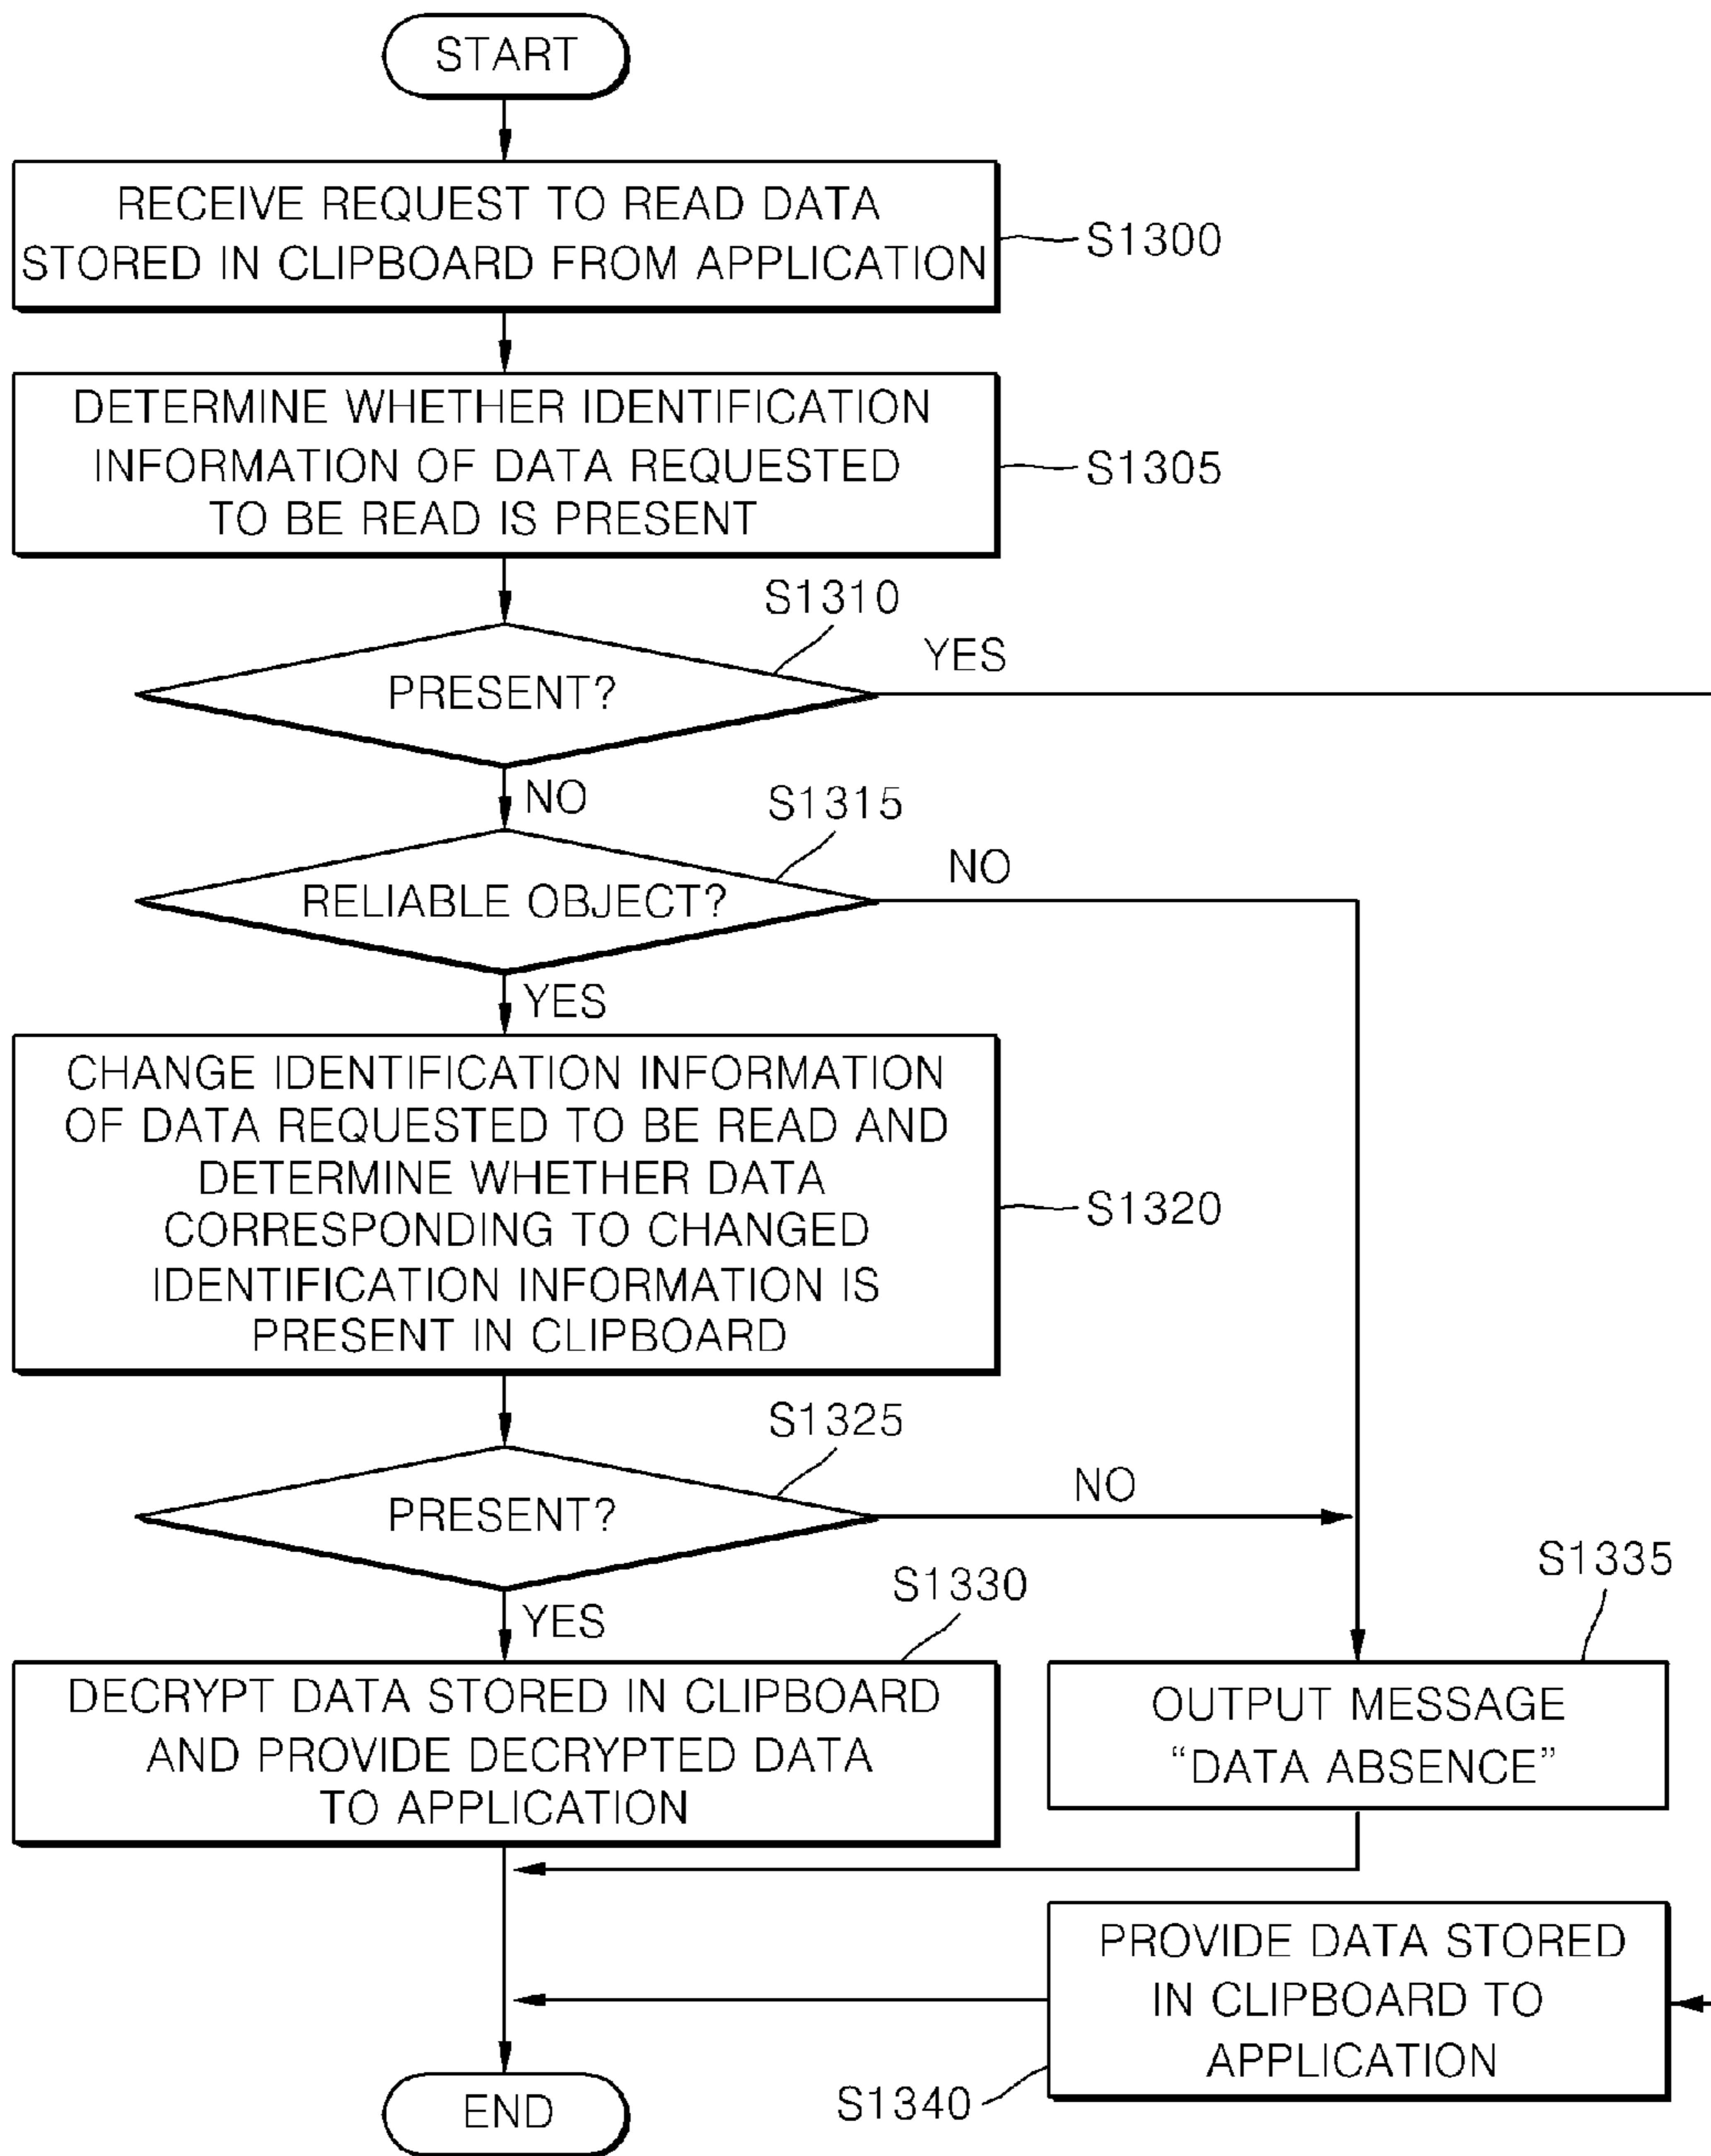 START
RECEIVE REQUEST TO READ DATA
STORED IN CLIPBOARD FROM APPLICATION
S1300
DETERMINE WHETHER IDENTIFICATION
INFORMATION OF DATA REQUESTED
TO BE READ IS PRESENT
S1305
S1310
PRESENT?
YES
NO
S1315
RELIABLE OBJECT?
NO
YES
CHANGE IDENTIFICATION INFORMATION
OF DATA REQUESTED TO BE READ AND
DETERMINE WHETHER DATA
CORRESPONDING TO CHANGED
IDENTIFICATION INFORMATION IS
PRESENT IN CLIPBOARD
S1320
S1325
PRESENT?
NO
YES
S1330
DECRYPT DATA STORED IN CLIPBOARD
AND PROVIDE DECRYPTED DATA
TO APPLICATION
S1335
OUTPUT MESSAGE
“DATA ABSENCE”
PROVIDE DATA STORED
IN CLIPBOARD TO
APPLICATION
S1340
END